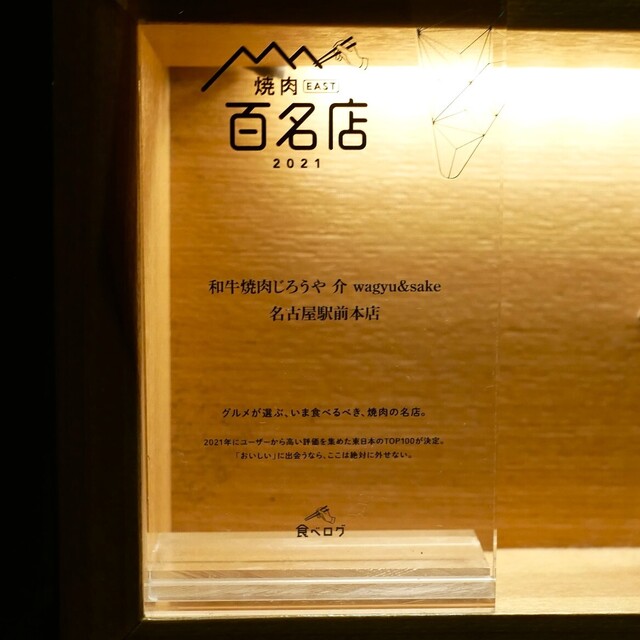 焼肉 EAST
百名店
2021
和牛焼肉じろうや 介 wagyu&sake
名古屋駅前本店
グルメが選ぶ、いま食べるべき、焼肉の名店。
2021年にユーザーから高い評価を集めた東日本のTOP100が決定。
「おいしい」に出会うなら、ここは絶対に外せない。
食べログ